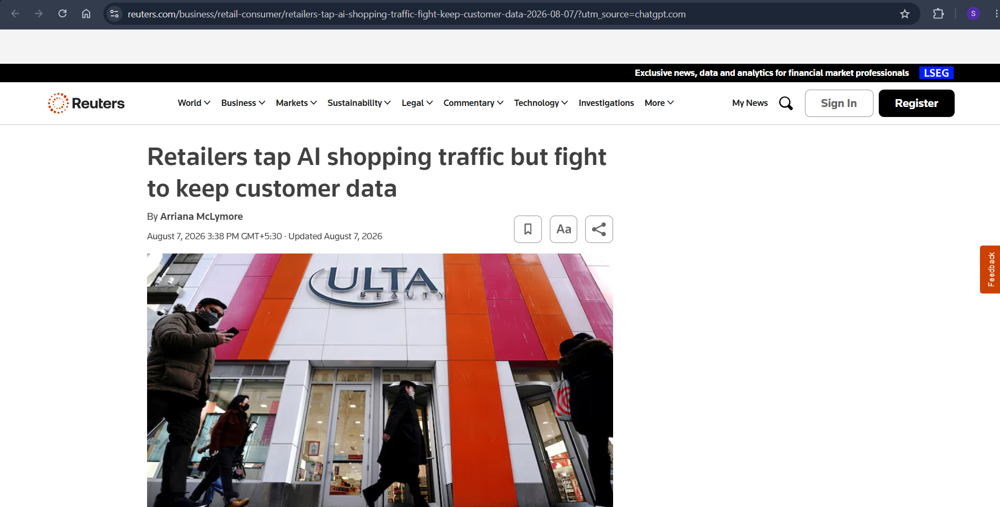 reuters.com/business/retail-consumer/retailers-tap-ai-shopping-traffic-fight-keep-customer-data-2026-08-07/?utm_source=chatgpt.com
S
Exclusive news, data and analytics for financial market professionals LSEG
Reuters
World Business Markets Sustainability Legal Commentary Technology Investigations More
My News Sign In Register
Retailers tap AI shopping traffic but fight
to keep customer data
By Arriana McLymore
August 7, 2026 3:38 PM GMT+5:30 · Updated August 7, 2026
Aa
ULTA
BEAUTY
Feedback